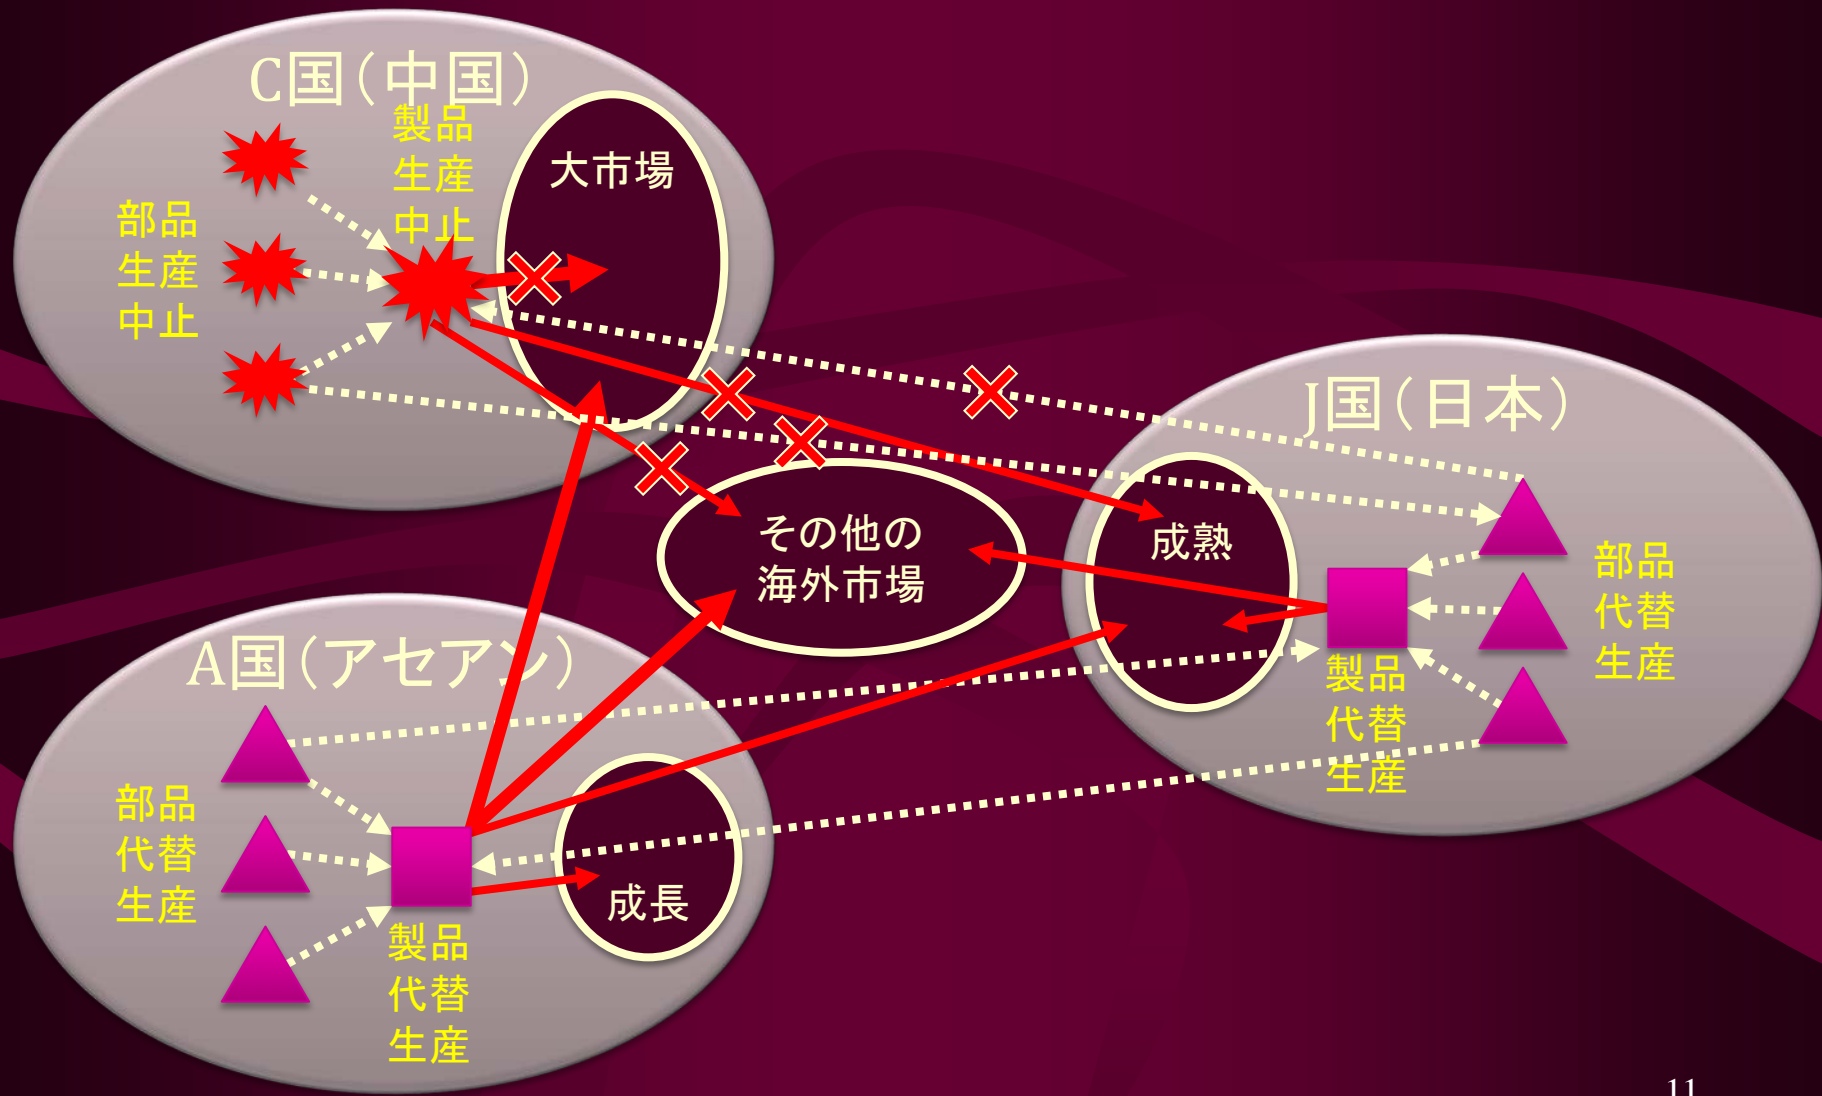 C国（中国）
製品
生産
中止
大市場
部品
生産
中止
J国（日本）
成熟
その他の
海外市場
部品
代替
生産
製品
代替
生産
A国（アセアン）
部品
代替
生産
成長
製品
代替
生産
11